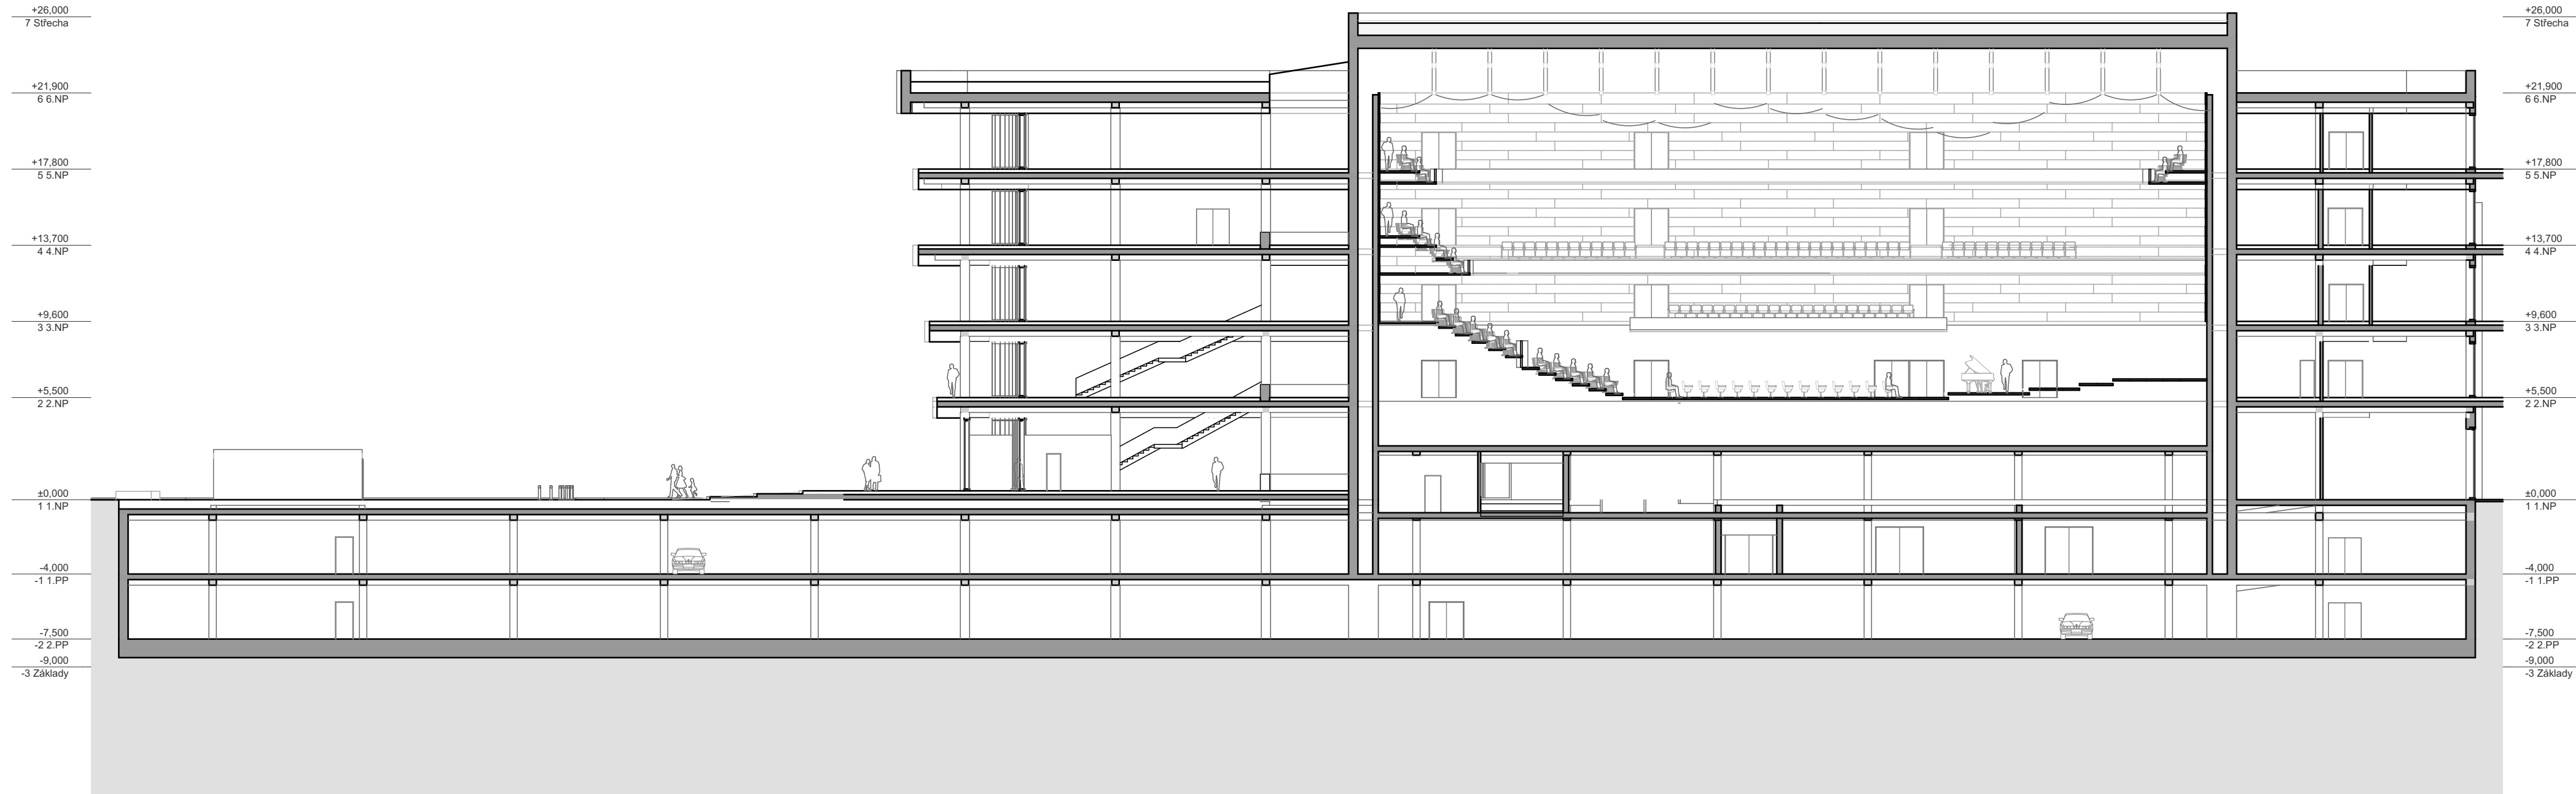 +26,000
7 Střecha
+21,900
6 6.NP
+17,800
5 5.NP
+13,700
4 4.NP
+9,600
3 3.NP
+5,500
2 2.NP
±0,000
1 1.NP
-4,000
-1 1.PP
-7,500
-2 2.PP
-9,000
-3 Základy
+26,000
7 Střecha
+21,900
6 6.NP
+17,800
5 5.NP
+13,700
4 4.NP
+9,600
3 3.NP
+5,500
2 2.NP
±0,000
1 1.NP
-4,000
-1 1.PP
-7,500
-2 2.PP
-9,000
-3 Základy